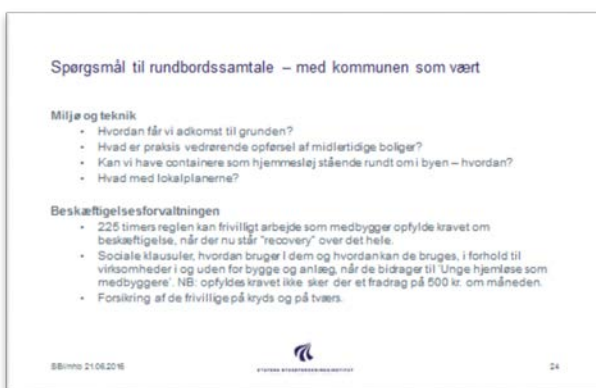 Spørgsmål til rundbordssamtale – med kommunen som vært
Miljø og teknik
• Hvordan får vi adkomst til grunden?
• Hvad er praksis vedrørende opførsel af midlertidige boliger?
• Kan vi have containere som hjemmesløj stående rundt om i byen – hvordan?
• Hvad med lokalplanerne?
Beskæftigelsesforvaltningen
• 225 timers reglen kan frivilligt arbejde som medbygger opfylde kravet om
beskæftigelse, når der nu står "recovery" over det hele.
• Sociale klausuler, hvordan bruger I dem og hvordan kan de bruges, i forhold til
virksomheder i og uden for bygge og anlæg, når de bidrager til 'Unge hjemløse som
medbyggere'. NB: opfyldes kravet ikke sker der et fradrag på 500 kr. om måneden.
• Forsikring af de frivillige på kryds og på tværs.
SBiinno 21.06.2016
STATENS BYGGEFORSKNINGSINSTITUT
24